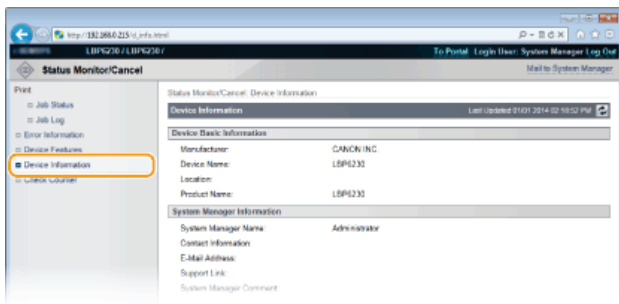 http://192.168.0.215/d_info.html
LBP6230 / LBP6230 /
To Portal Login User: System Manager Log Out
Status Monitor/Cancel
Mail to System Manager
Print
Job Status
Job Log
Error Information
Device Features
Device Information
Check Counter
Status Monitor/Cancel: Device Information
Device Information
Last Updated 01/01 2014 02:18:52 PM
Device Basic Information
Manufacturer: CANON INC.
Device Name: LBP6230
Location:
Product Name: LBP6230
System Manager Information
System Manager Name: Administrator
Contact Information:
E-Mail Address:
Support Link:
System Manager Comment: